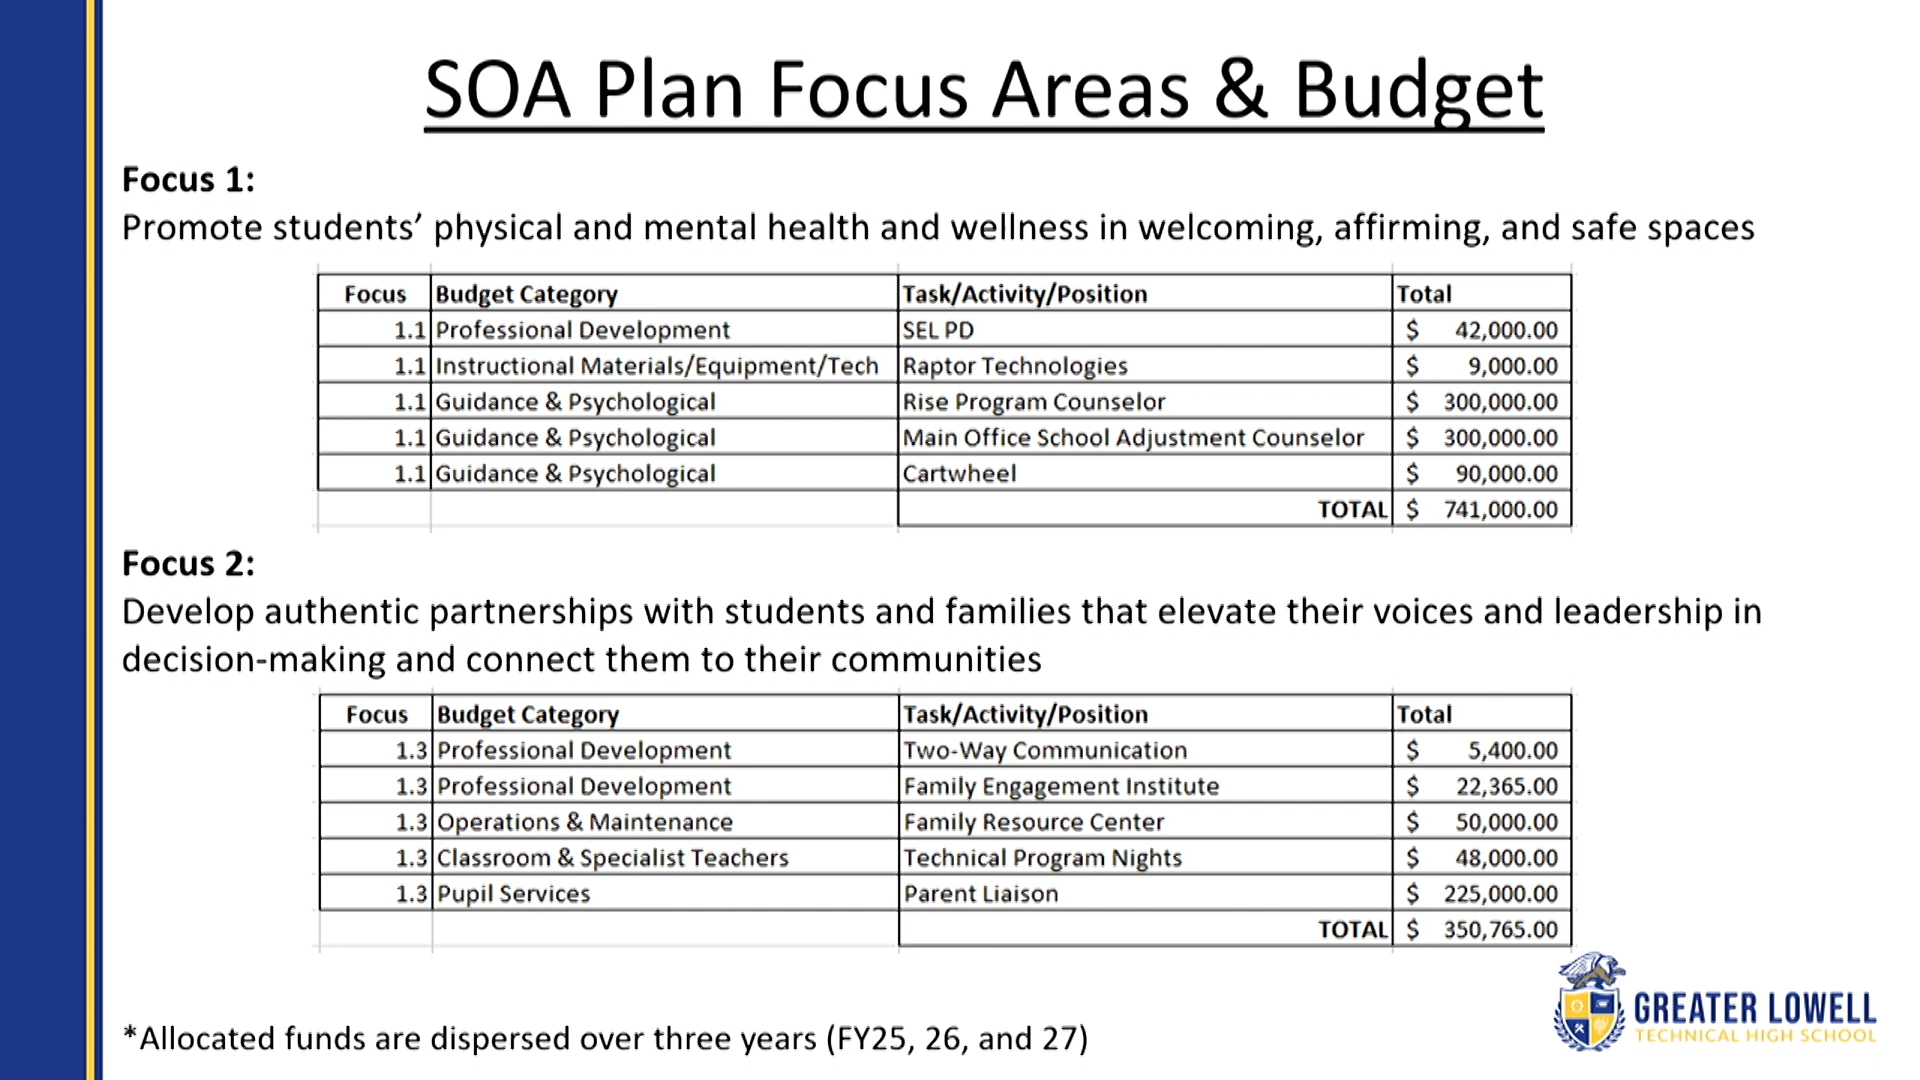 SOA Plan Focus Areas & Budget
Focus 1:
Promote students’ physical and mental health and wellness in welcoming, affirming, and safe spaces
Focus Budget Category Task/Activity/Position Total
1.1 Professional Development SEL PD $ 42,000.00
1.1 Instructional Materials/Equipment/Tech Raptor Technologies $ 9,000.00
1.1 Guidance & Psychological Rise Program Counselor $ 300,000.00
1.1 Guidance & Psychological Main Office School Adjustment Counselor $ 300,000.00
1.1 Guidance & Psychological Cartwheel $ 90,000.00
TOTAL $ 741,000.00
Focus 2:
Develop authentic partnerships with students and families that elevate their voices and leadership in
decision-making and connect them to their communities
Focus Budget Category Task/Activity/Position Total
1.3 Professional Development Two-Way Communication $ 5,400.00
1.3 Professional Development Family Engagement Institute $ 22,365.00
1.3 Operations & Maintenance Family Resource Center $ 50,000.00
1.3 Classroom & Specialist Teachers Technical Program Nights $ 48,000.00
1.3 Pupil Services Parent Liaison $ 225,000.00
TOTAL $ 350,765.00
*Allocated funds are dispersed over three years (FY25, 26, and 27)
GREATER LOWELL
TECHNICAL HIGH SCHOOL